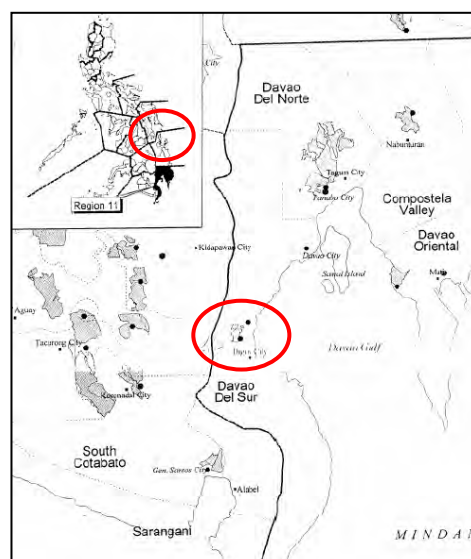 City
Davao
Del Norte
Nabunturan
Tagum City
Panabo City
Compostela
Valley
Region 11
Davao
Oriental
Kidapawan City
Davao City
Samal Island
Mati
Tacurong City
Digos City
Davao Gulf
Davao
Del Sur
Koronadal City
South
Cotabato
Gen. Santos City
Alabel
Sarangani
MINDA